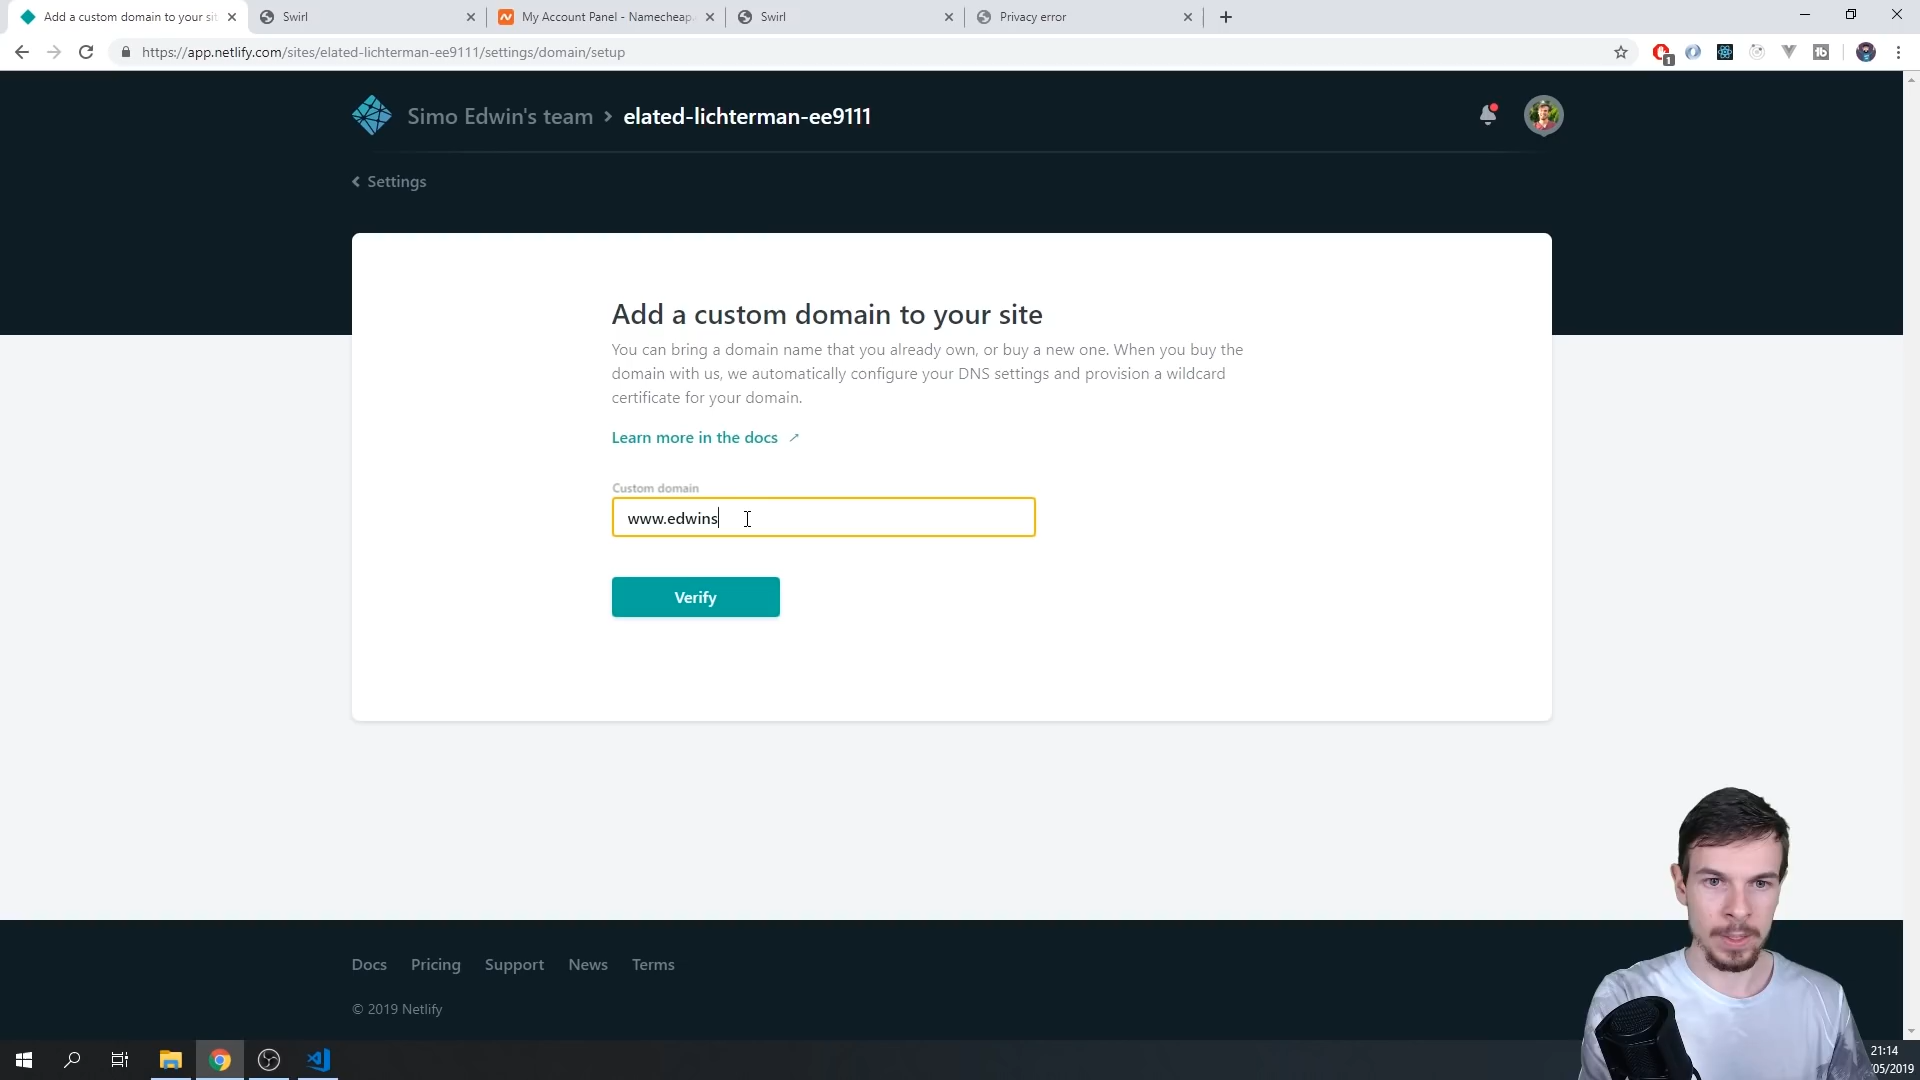 Add a custom domain to your sit
Swirl
My Account Panel - Namecheap.
Swirl
Privacy error
https://app.netlify.com/sites/elated-lichterman-ee9111/settings/domain/setup
1
Simo Edwin's team > elated-lichterman-ee9111
Settings
Add a custom domain to your site
You can bring a domain name that you already own, or buy a new one. When you buy the
domain with us, we automatically configure your DNS settings and provision a wildcard
certificate for your domain.
Learn more in the docs
Custom domain
www.edwins
Verify
Docs Pricing Support News Terms
© 2019 Netlify
21:14
05/2019